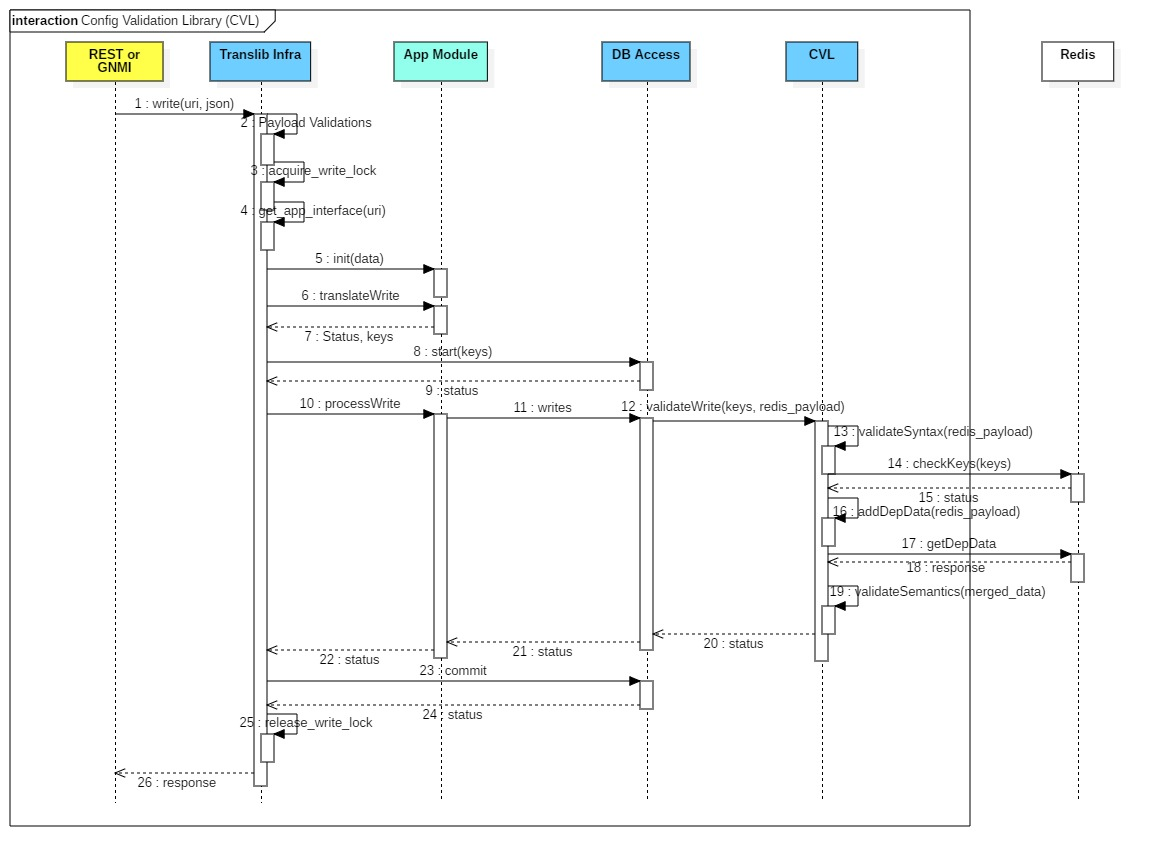 interaction Config Validation Library (CVL)
REST or
GNMI
Translib Infra
App Module
DB Access
CVL
Redis
1 : write(uri, json)
2 : Payload Validations
3 : acquire_write_lock
4 : get_app_interface(uri)
5 : init(data)
6 : translateWrite
7 : Status, keys
8 : start(keys)
9 : status
10 : processWrite
11 : writes
12 : validateWrite(keys, redis_payload)
13 : validateSyntax(redis_payload)
14 : checkKeys(keys)
15 : status
16 : addDepData(redis_payload)
17 : getDepData
18 : response
19 : validateSemantics(merged_data)
20 : status
21 : status
22 : status
23 : commit
24 : status
25 : release_write_lock
26 : response